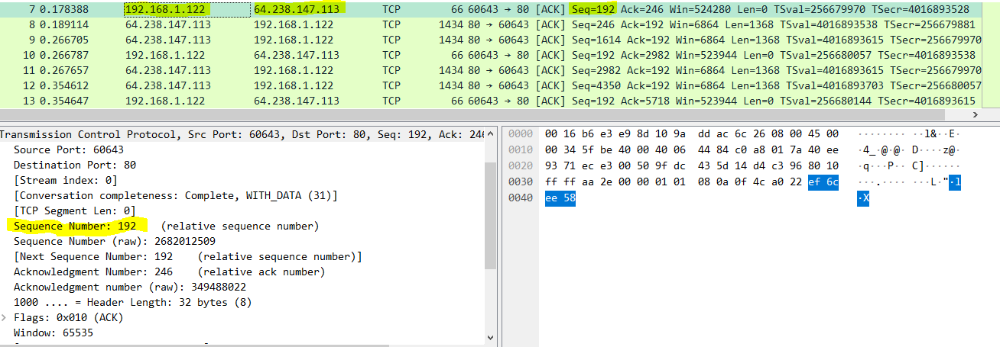 7 0.178388 192.168.1.122 64.238.147.113 TCP 66 60643 → 80 [ACK] Seq=192 Ack=246 Win=524280 Len=0 TSval=256679970 TSecr=4016893528
8 0.189114 64.238.147.113 192.168.1.122 TCP 1434 80 → 60643 [ACK] Seq=246 Ack=192 Win=6864 Len=1368 TSval=4016893538 TSecr=256679881
9 0.266705 64.238.147.113 192.168.1.122 TCP 1434 80 → 60643 [ACK] Seq=1614 Ack=192 Win=6864 Len=1368 TSval=4016893615 TSecr=256679970
10 0.266787 192.168.1.122 64.238.147.113 TCP 66 60643 → 80 [ACK] Seq=192 Ack=2982 Win=523944 Len=0 TSval=256680057 TSecr=4016893538
11 0.267657 64.238.147.113 192.168.1.122 TCP 1434 80 → 60643 [ACK] Seq=2982 Ack=192 Win=6864 Len=1368 TSval=4016893615 TSecr=256679970
12 0.354612 64.238.147.113 192.168.1.122 TCP 1434 80 → 60643 [ACK] Seq=4350 Ack=192 Win=6864 Len=1368 TSval=4016893703 TSecr=256680057
13 0.354647 192.168.1.122 64.238.147.113 TCP 66 60643 → 80 [ACK] Seq=192 Ack=5718 Win=523944 Len=0 TSval=256680144 TSecr=4016893615
Transmission Control Protocol, Src Port: 60643, Dst Port: 80, Seq: 192, Ack: 246
Source Port: 60643
Destination Port: 80
[Stream index: 0]
[Conversation completeness: Complete, WITH_DATA (31)]
[TCP Segment Len: 0]
Sequence Number: 192 (relative sequence number)
Sequence Number (raw): 2682012509
[Next Sequence Number: 192 (relative sequence number)]
Acknowledgment Number: 246 (relative ack number)
Acknowledgment number (raw): 349488022
1000 .... = Header Length: 32 bytes (8)
Flags: 0x010 (ACK)
Window: 65535
0000 00 16 b6 e3 e9 8d 10 9a dd ac 6c 26 08 00 45 00 ········ ··l&··E·
0010 00 34 5f be 40 00 40 06 44 84 c0 a8 01 7a 40 ee ·4_·@·@· D····z@·
0020 93 71 ec e3 00 50 9f dc 43 5d 14 d4 c3 96 80 10 ·q···P·· C]······
0030 ff ff aa 2e 00 00 01 01 08 0a 0f 4c a0 22 ef 6c ···.···· ···L·"·l
0040 ee 58 ·X